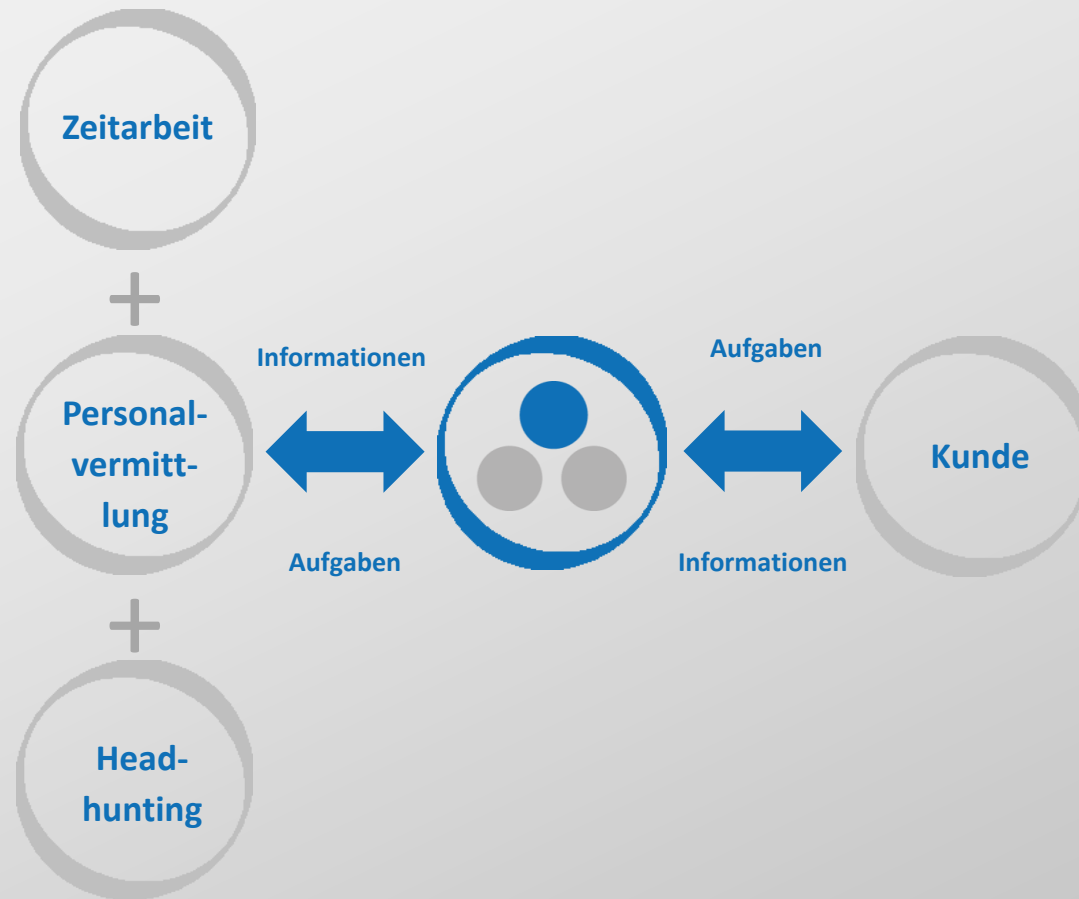 Zeitarbeit
+
Informationen
Aufgaben
Personal-
vermitt-
lung
Kunde
Aufgaben
Informationen
+
Head-
hunting